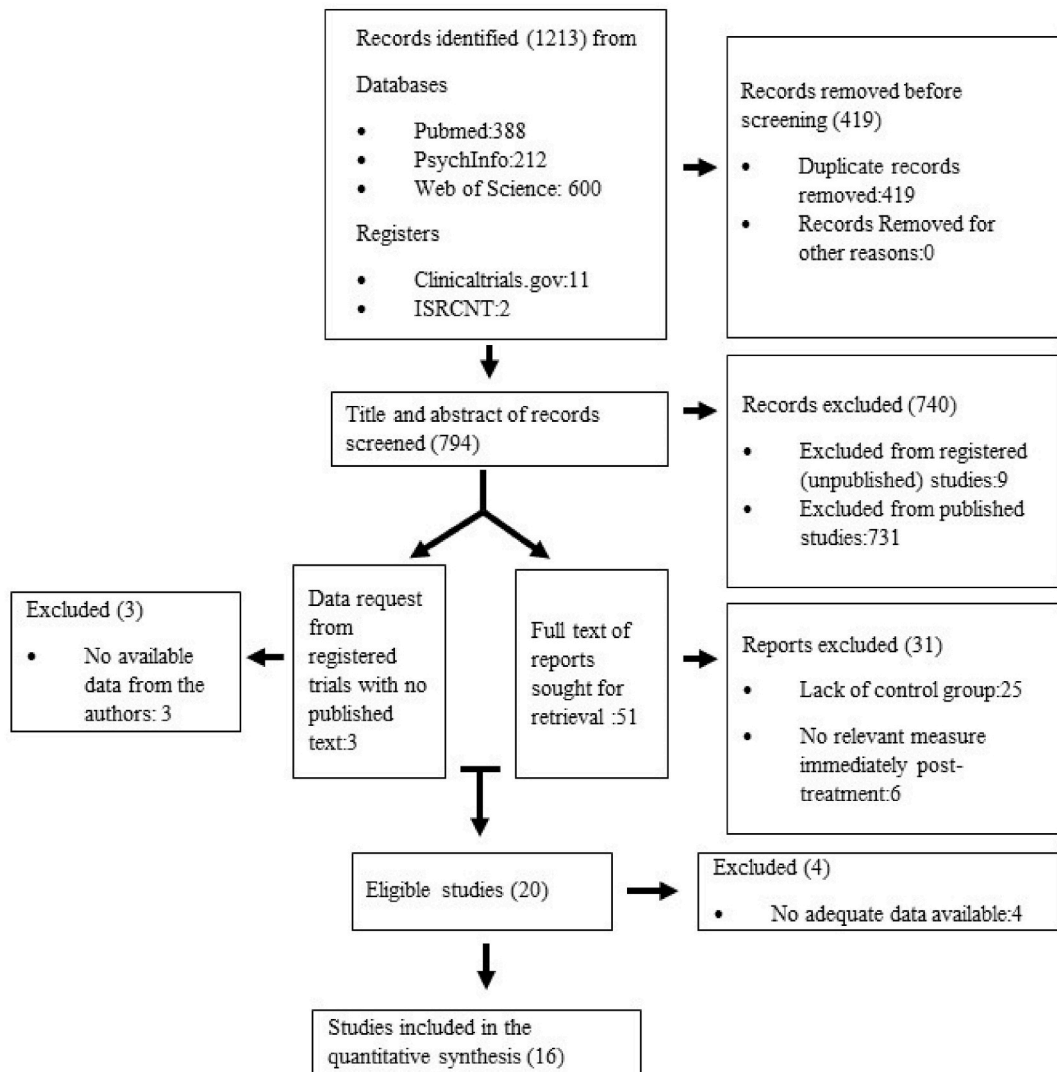 Records identified (1213) from
Databases
• Pubmed:388
• PsychInfo:212
• Web of Science: 600
Registers
• Clinicaltrials.gov:11
• ISRCNT:2
Records removed before
screening (419)
• Duplicate records
removed:419
• Records Removed for
other reasons:0
Title and abstract of records
screened (794)
Records excluded (740)
• Excluded from registered
(unpublished) studies:9
• Excluded from published
studies:731
Excluded (3)
• No available
data from the
authors: 3
Data request
from
registered
trials with no
published
text:3
Full text of
reports
sought for
retrieval :51
Reports excluded (31)
• Lack of control group:25
• No relevant measure
immediately post-
treatment:6
Eligible studies (20)
Excluded (4)
• No adequate data available:4
Studies included in the
quantitative synthesis (16)